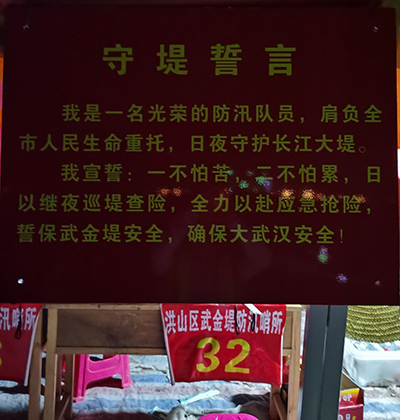 守堤誓言
我是一名光荣的防汛队员，肩负全
市人民生命重托，日夜守护长江大堤。
我宣誓：一不怕苦，二不怕累，日
以继夜巡堤查险，全力以赴应急抢险，
誓保武金堤安全，确保大武汉安全！
汛哨所
洪山区武金堤防汛哨所
32